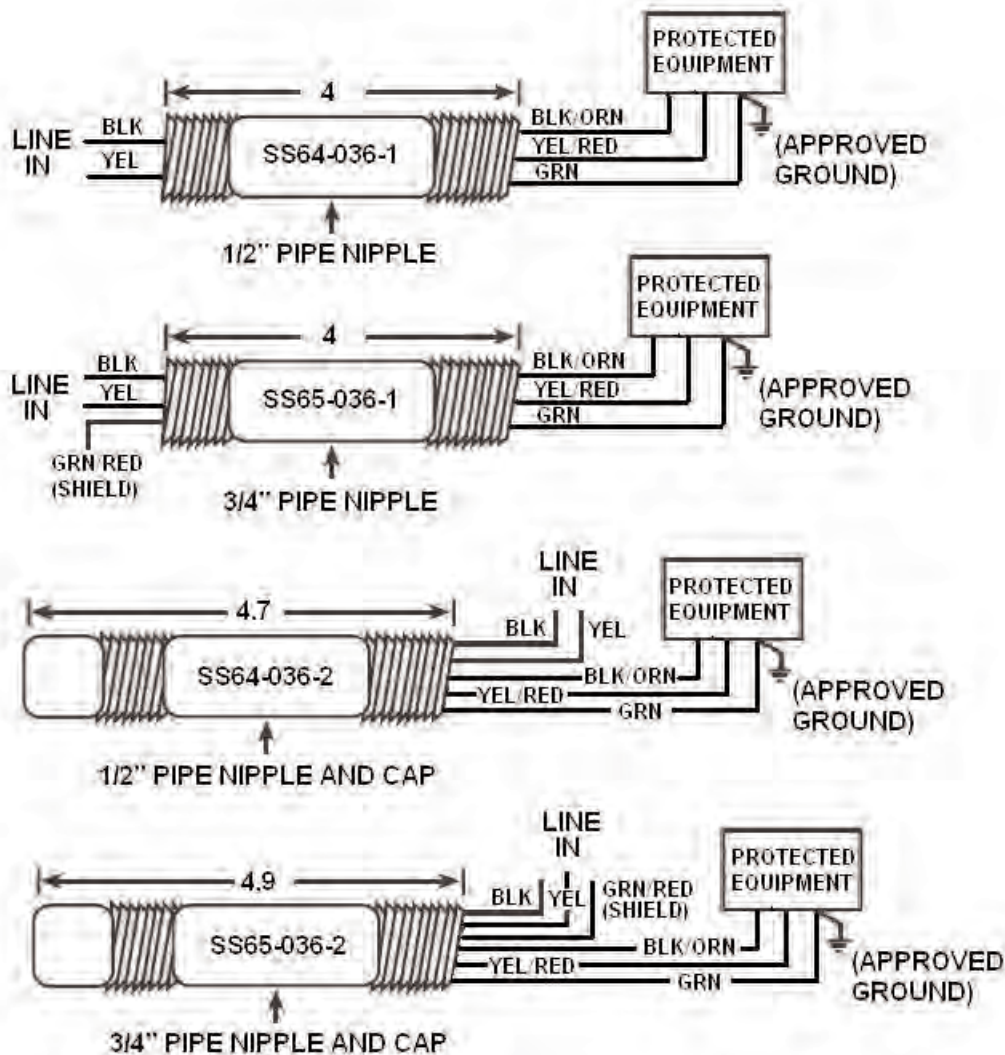 PROTECTED
EQUIPMENT
4
LINE
IN
BLK
YEL
SS64-036-1
BLK/ORN
YEL/RED
GRN
(APPROVED
GROUND)
1/2" PIPE NIPPLE
PROTECTED
EQUIPMENT
4
LINE
IN
BLK
YEL
GRN/RED
(SHIELD)
SS65-036-1
BLK/ORN
YEL/RED
GRN
(APPROVED
GROUND)
3/4" PIPE NIPPLE
LINE
IN
PROTECTED
EQUIPMENT
4.7
BLK
YEL
SS64-036-2
BLK/ORN
YEL/RED
GRN
(APPROVED
GROUND)
1/2" PIPE NIPPLE AND CAP
LINE
IN
PROTECTED
EQUIPMENT
4.9
BLK
YEL
GRN/RED
(SHIELD)
SS65-036-2
BLK/ORN
YEL/RED
GRN
(APPROVED
GROUND)
3/4" PIPE NIPPLE AND CAP